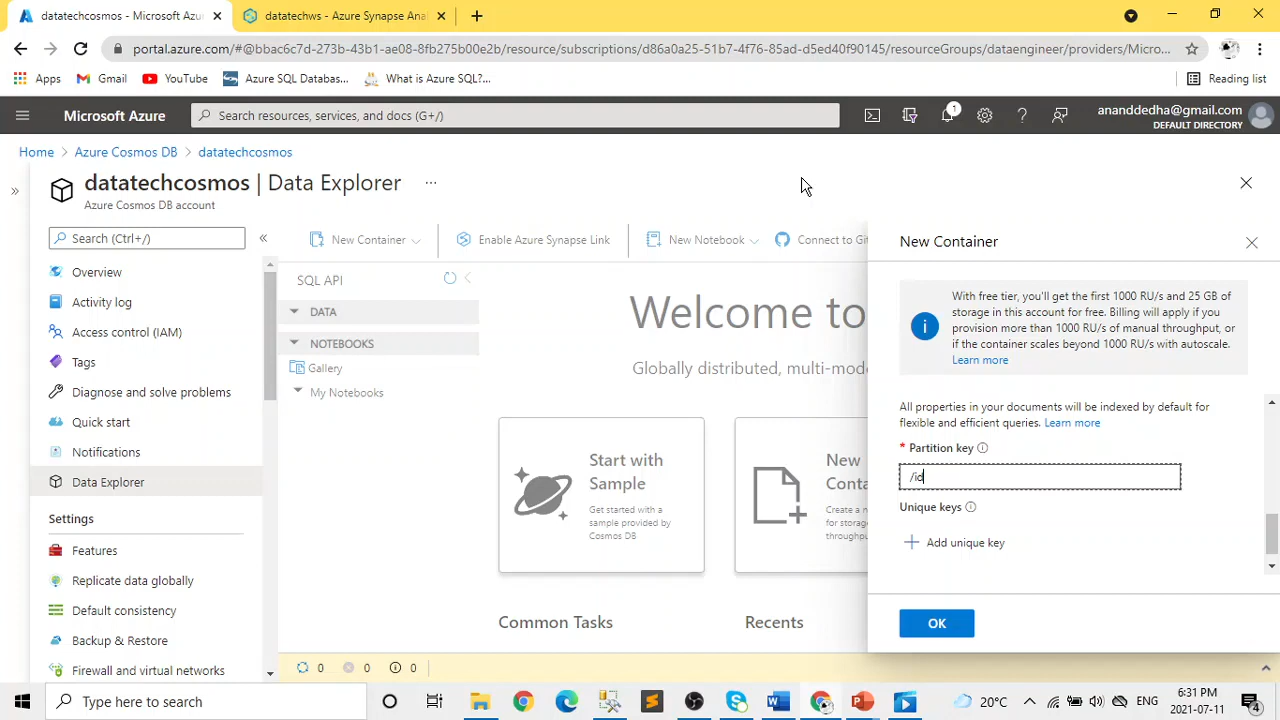 datatechcosmos - Microsoft Azu
datatechws - Azure Synapse Anal
portal.azure.com/#@bbac6c7d-273b-43b1-ae08-8fb275b00e2b/resource/subscriptions/d86a0a25-51b7-4f76-85ad-d5ed40f90145/resourceGroups/dataengineer/providers/Micro...
Apps
Gmail
YouTube
Azure SQL Databas...
What is Azure SQL?...
Reading list
Microsoft Azure
Search resources, services, and docs (G+/)
1
ananddedha@gmail.com
DEFAULT DIRECTORY
Home > Azure Cosmos DB > datatechcosmos
datatechcosmos | Data Explorer ...
Azure Cosmos DB account
Search (Ctrl+/)
Overview
Activity log
Access control (IAM)
Tags
Diagnose and solve problems
Quick start
Notifications
Data Explorer
Settings
Features
Replicate data globally
Default consistency
Backup & Restore
Firewall and virtual networks
New Container
Enable Azure Synapse Link
New Notebook
Connect to Git
SQL API
DATA
NOTEBOOKS
Gallery
My Notebooks
Welcome to
Globally distributed, multi-mode
Start with
Sample
Get started with a
sample provided by
Cosmos DB
New
Conta
Create a n
for storag
throughpu
Common Tasks
Recents
0
0
0
New Container
With free tier, you'll get the first 1000 RU/s and 25 GB of
storage in this account for free. Billing will apply if you
provision more than 1000 RU/s of manual throughput, or
if the container scales beyond 1000 RU/s with autoscale.
Learn more
All properties in your documents will be indexed by default for
flexible and efficient queries. Learn more
* Partition key
/id
Unique keys
Add unique key
OK
Type here to search
20°C
ENG
6:31 PM
2021-07-11
4